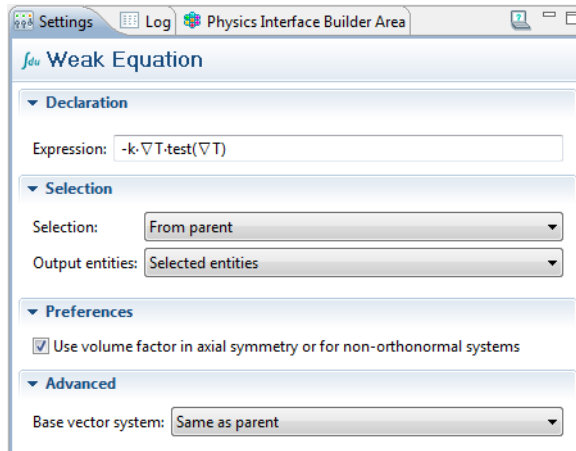 Settings Log Physics Interface Builder Area
∫du Weak Equation
Declaration
Expression: -k·∇T·test(∇T)
Selection
Selection: From parent
Output entities: Selected entities
Preferences
Use volume factor in axial symmetry or for non-orthonormal systems
Advanced
Base vector system: Same as parent